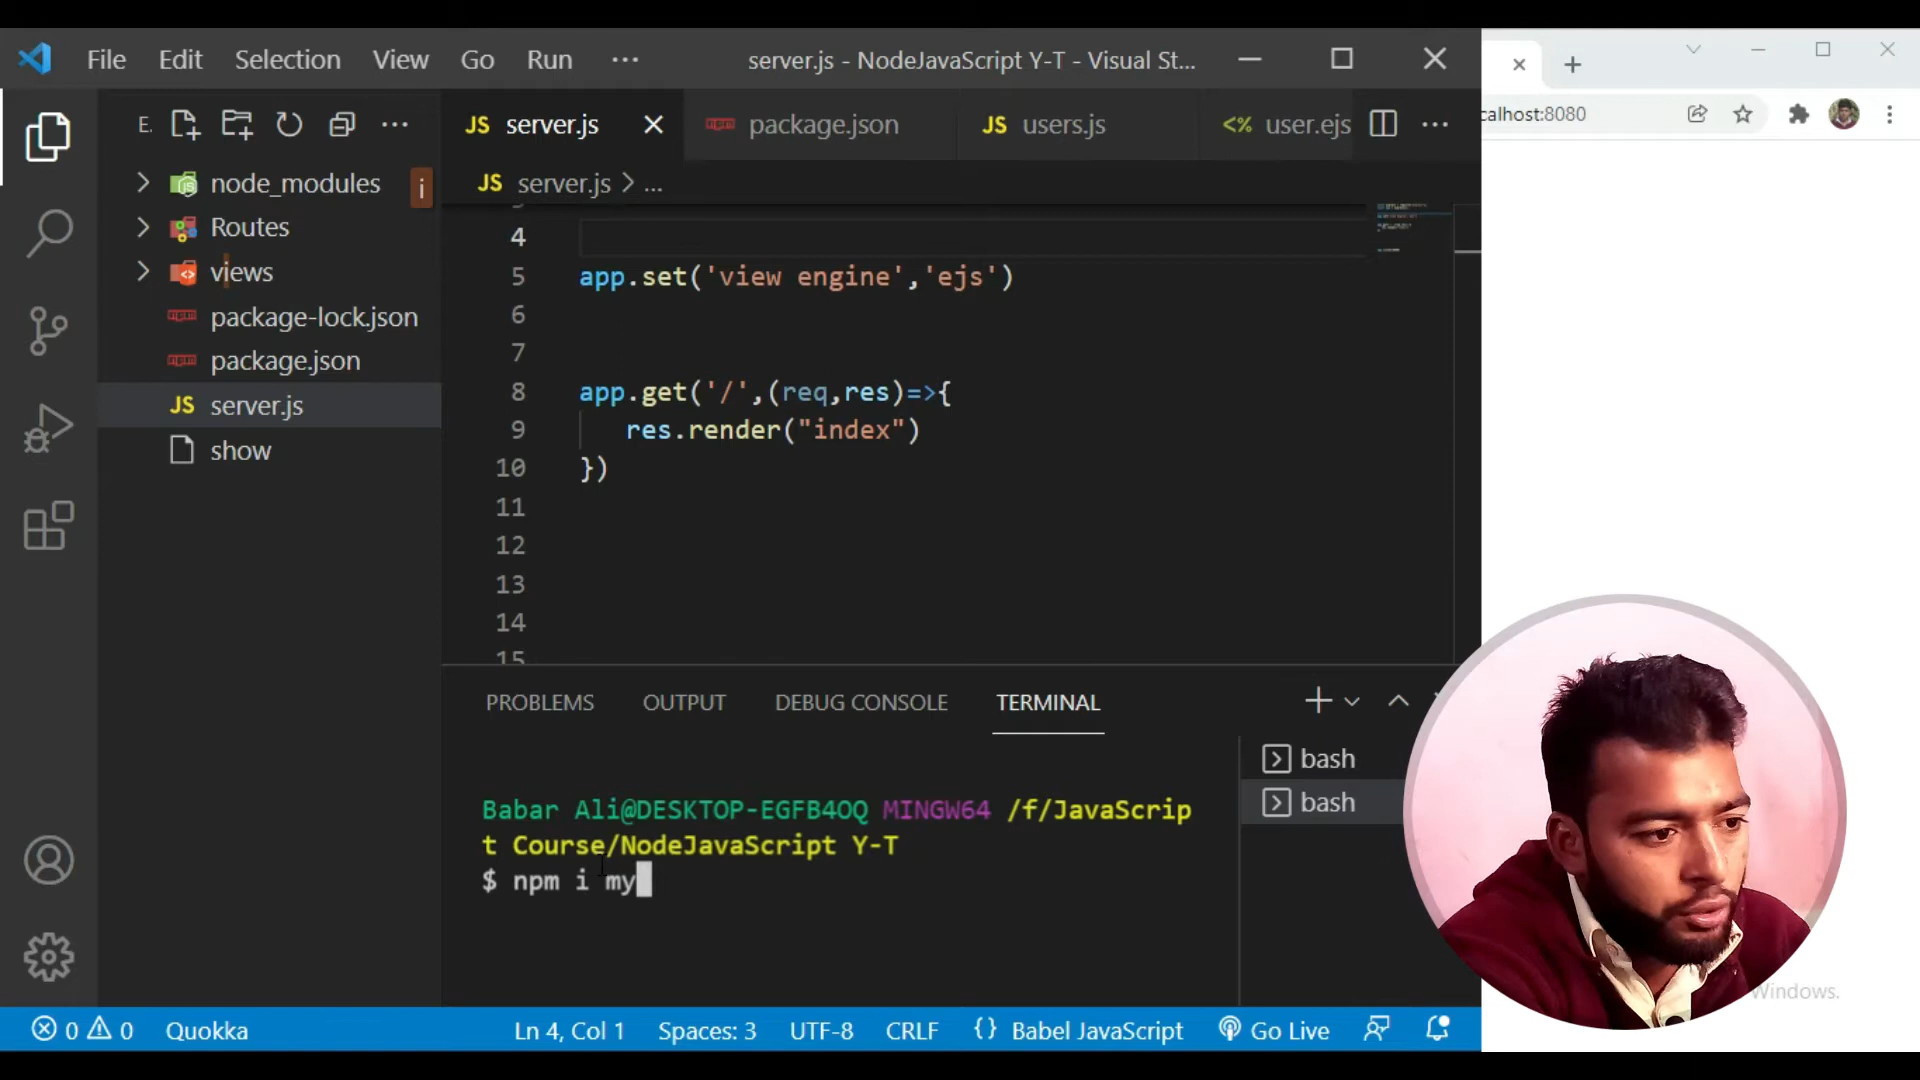 File Edit Selection View Go Run ··· server.js - NodeJavaScript Y-T - Visual St...
calhost:8080
E.
JS server.js package.json JS users.js <% user.ejs
JS server.js > ...
node_modules i
Routes
views
package-lock.json
package.json
JS server.js
show
4
5 app.set('view engine','ejs')
6
7
8 app.get('/',(req,res)=>{
9 res.render("index")
10 })
11
12
13
14
15
PROBLEMS OUTPUT DEBUG CONSOLE TERMINAL
bash
bash
Babar Ali@DESKTOP-EGFB4OQ MINGW64 /f/JavaScrip
t Course/NodeJavaScript Y-T
$ npm i my
Windows.
0 0 Quokka Ln 4, Col 1 Spaces: 3 UTF-8 CRLF {} Babel JavaScript Go Live